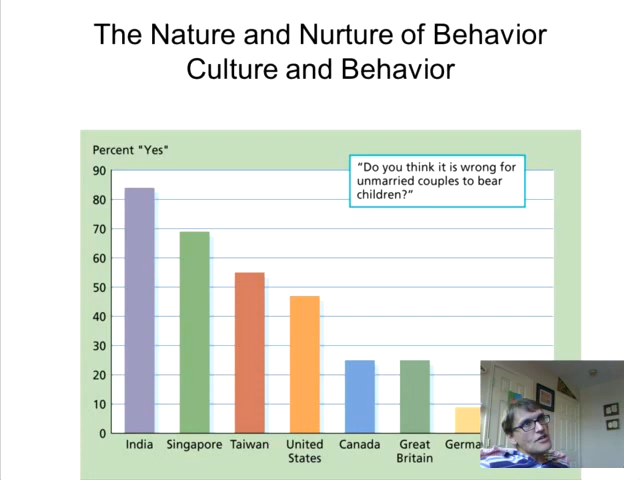 The Nature and Nurture of Behavior
Culture and Behavior
Percent "Yes"
"Do you think it is wrong for
unmarried couples to bear
children?"
90
80
70
60
50
40
30
20
10
0
India Singapore Taiwan United States Canada Great Britain Germa